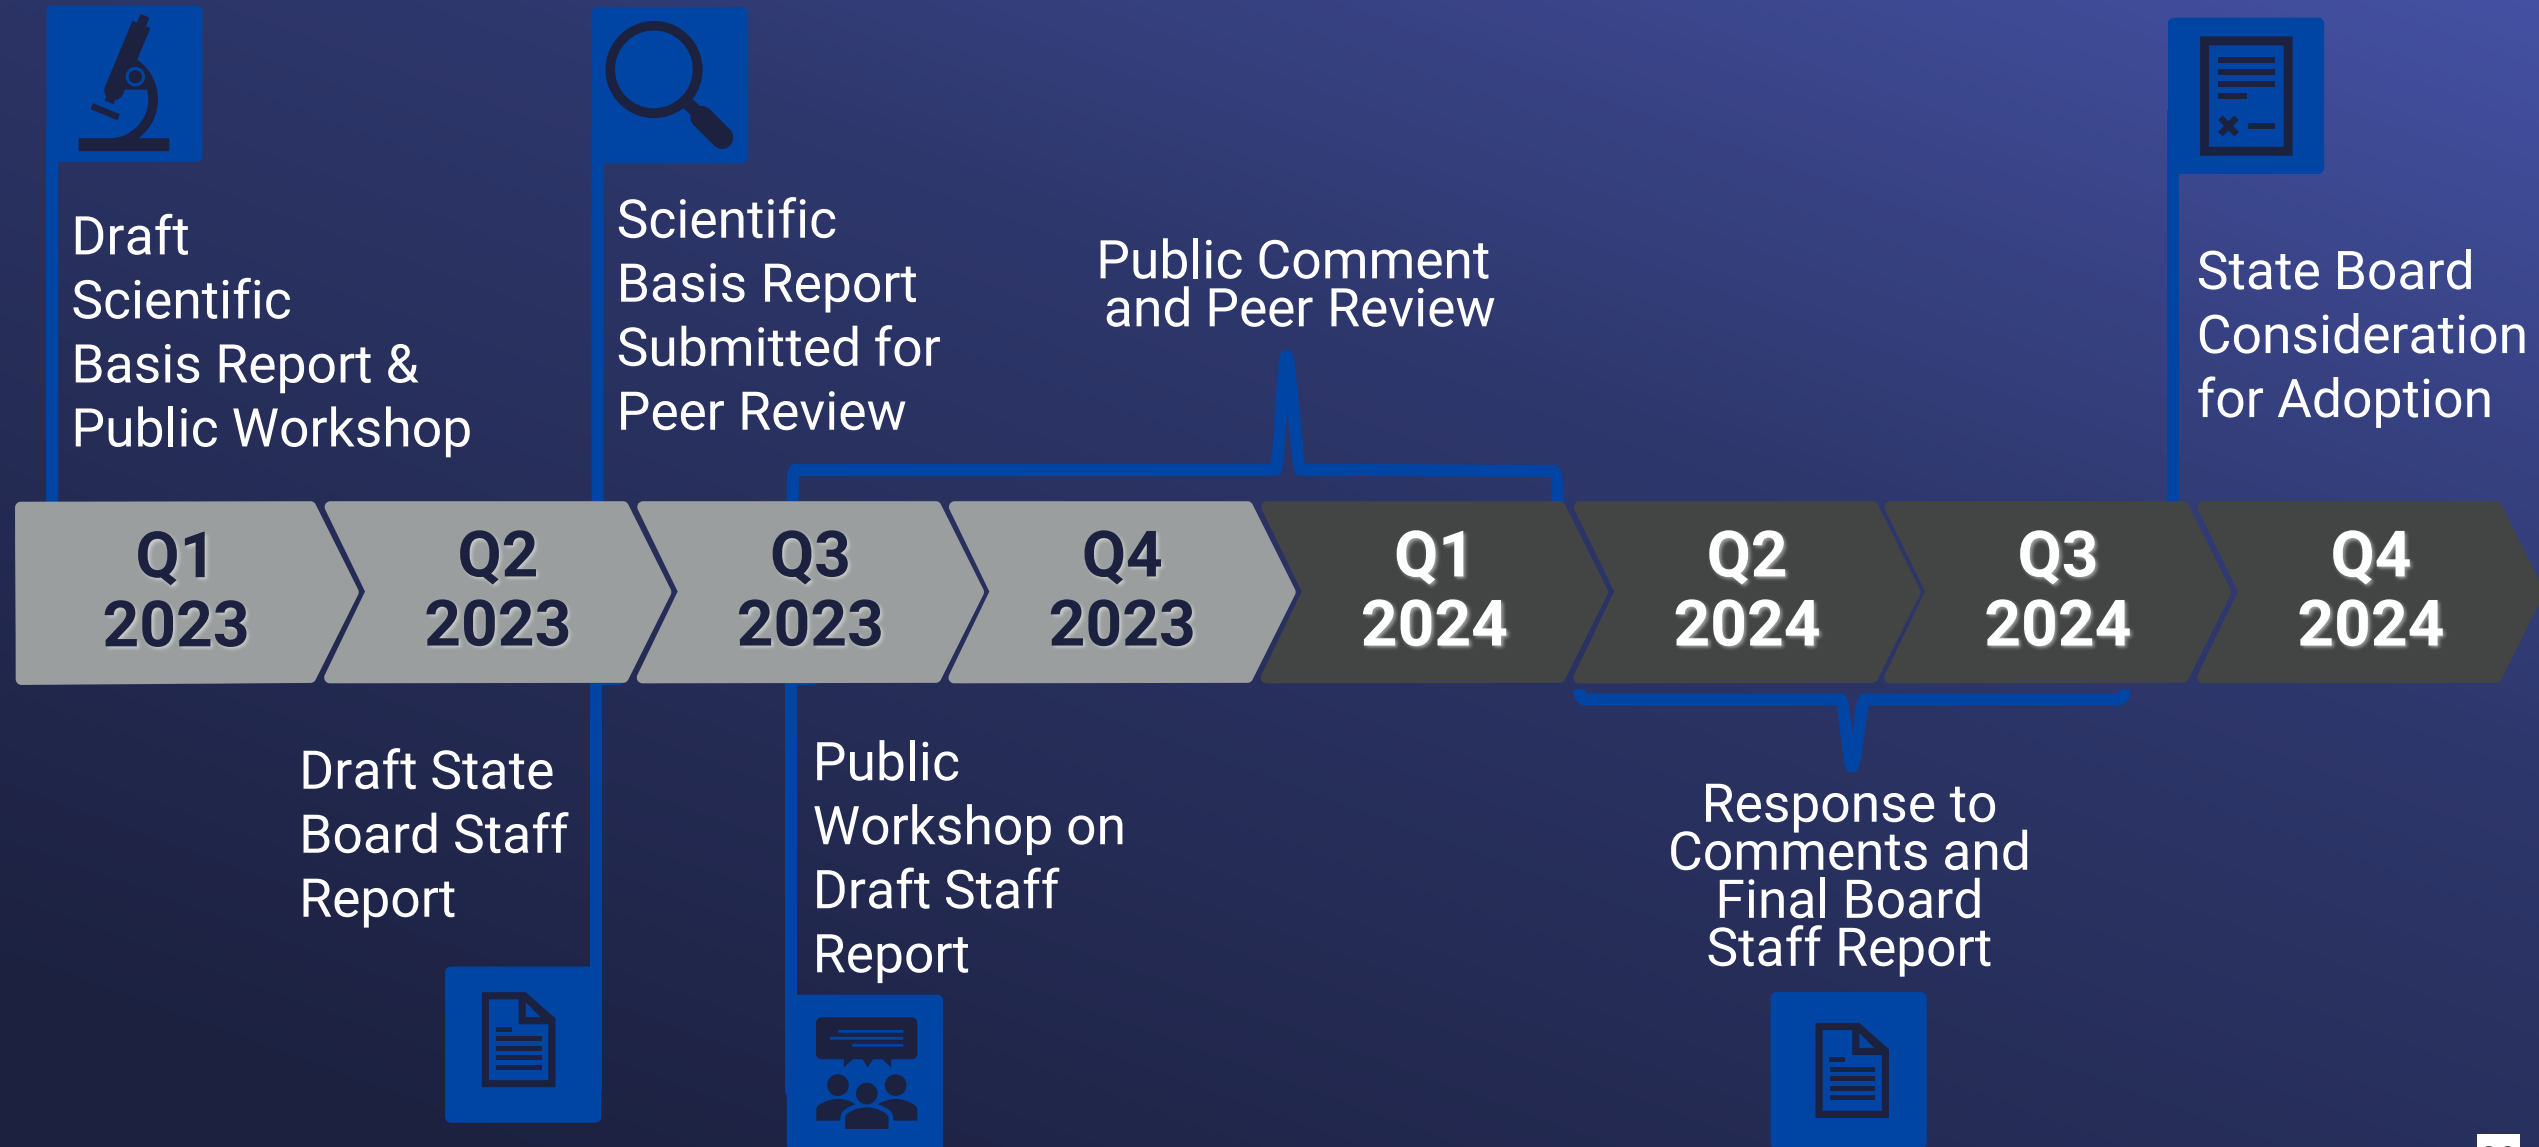 Draft
Scientific
Basis Report &
Public Workshop
Scientific
Basis Report
Submitted for
Peer Review
Public Comment
and Peer Review
State Board
Consideration
for Adoption
Q1
2023
Q2
2023
Q3
2023
Q4
2023
Q1
2024
Q2
2024
Q3
2024
Q4
2024
Draft State
Board Staff
Report
Public
Workshop on
Draft Staff
Report
Response to
Comments and
Final Board
Staff Report